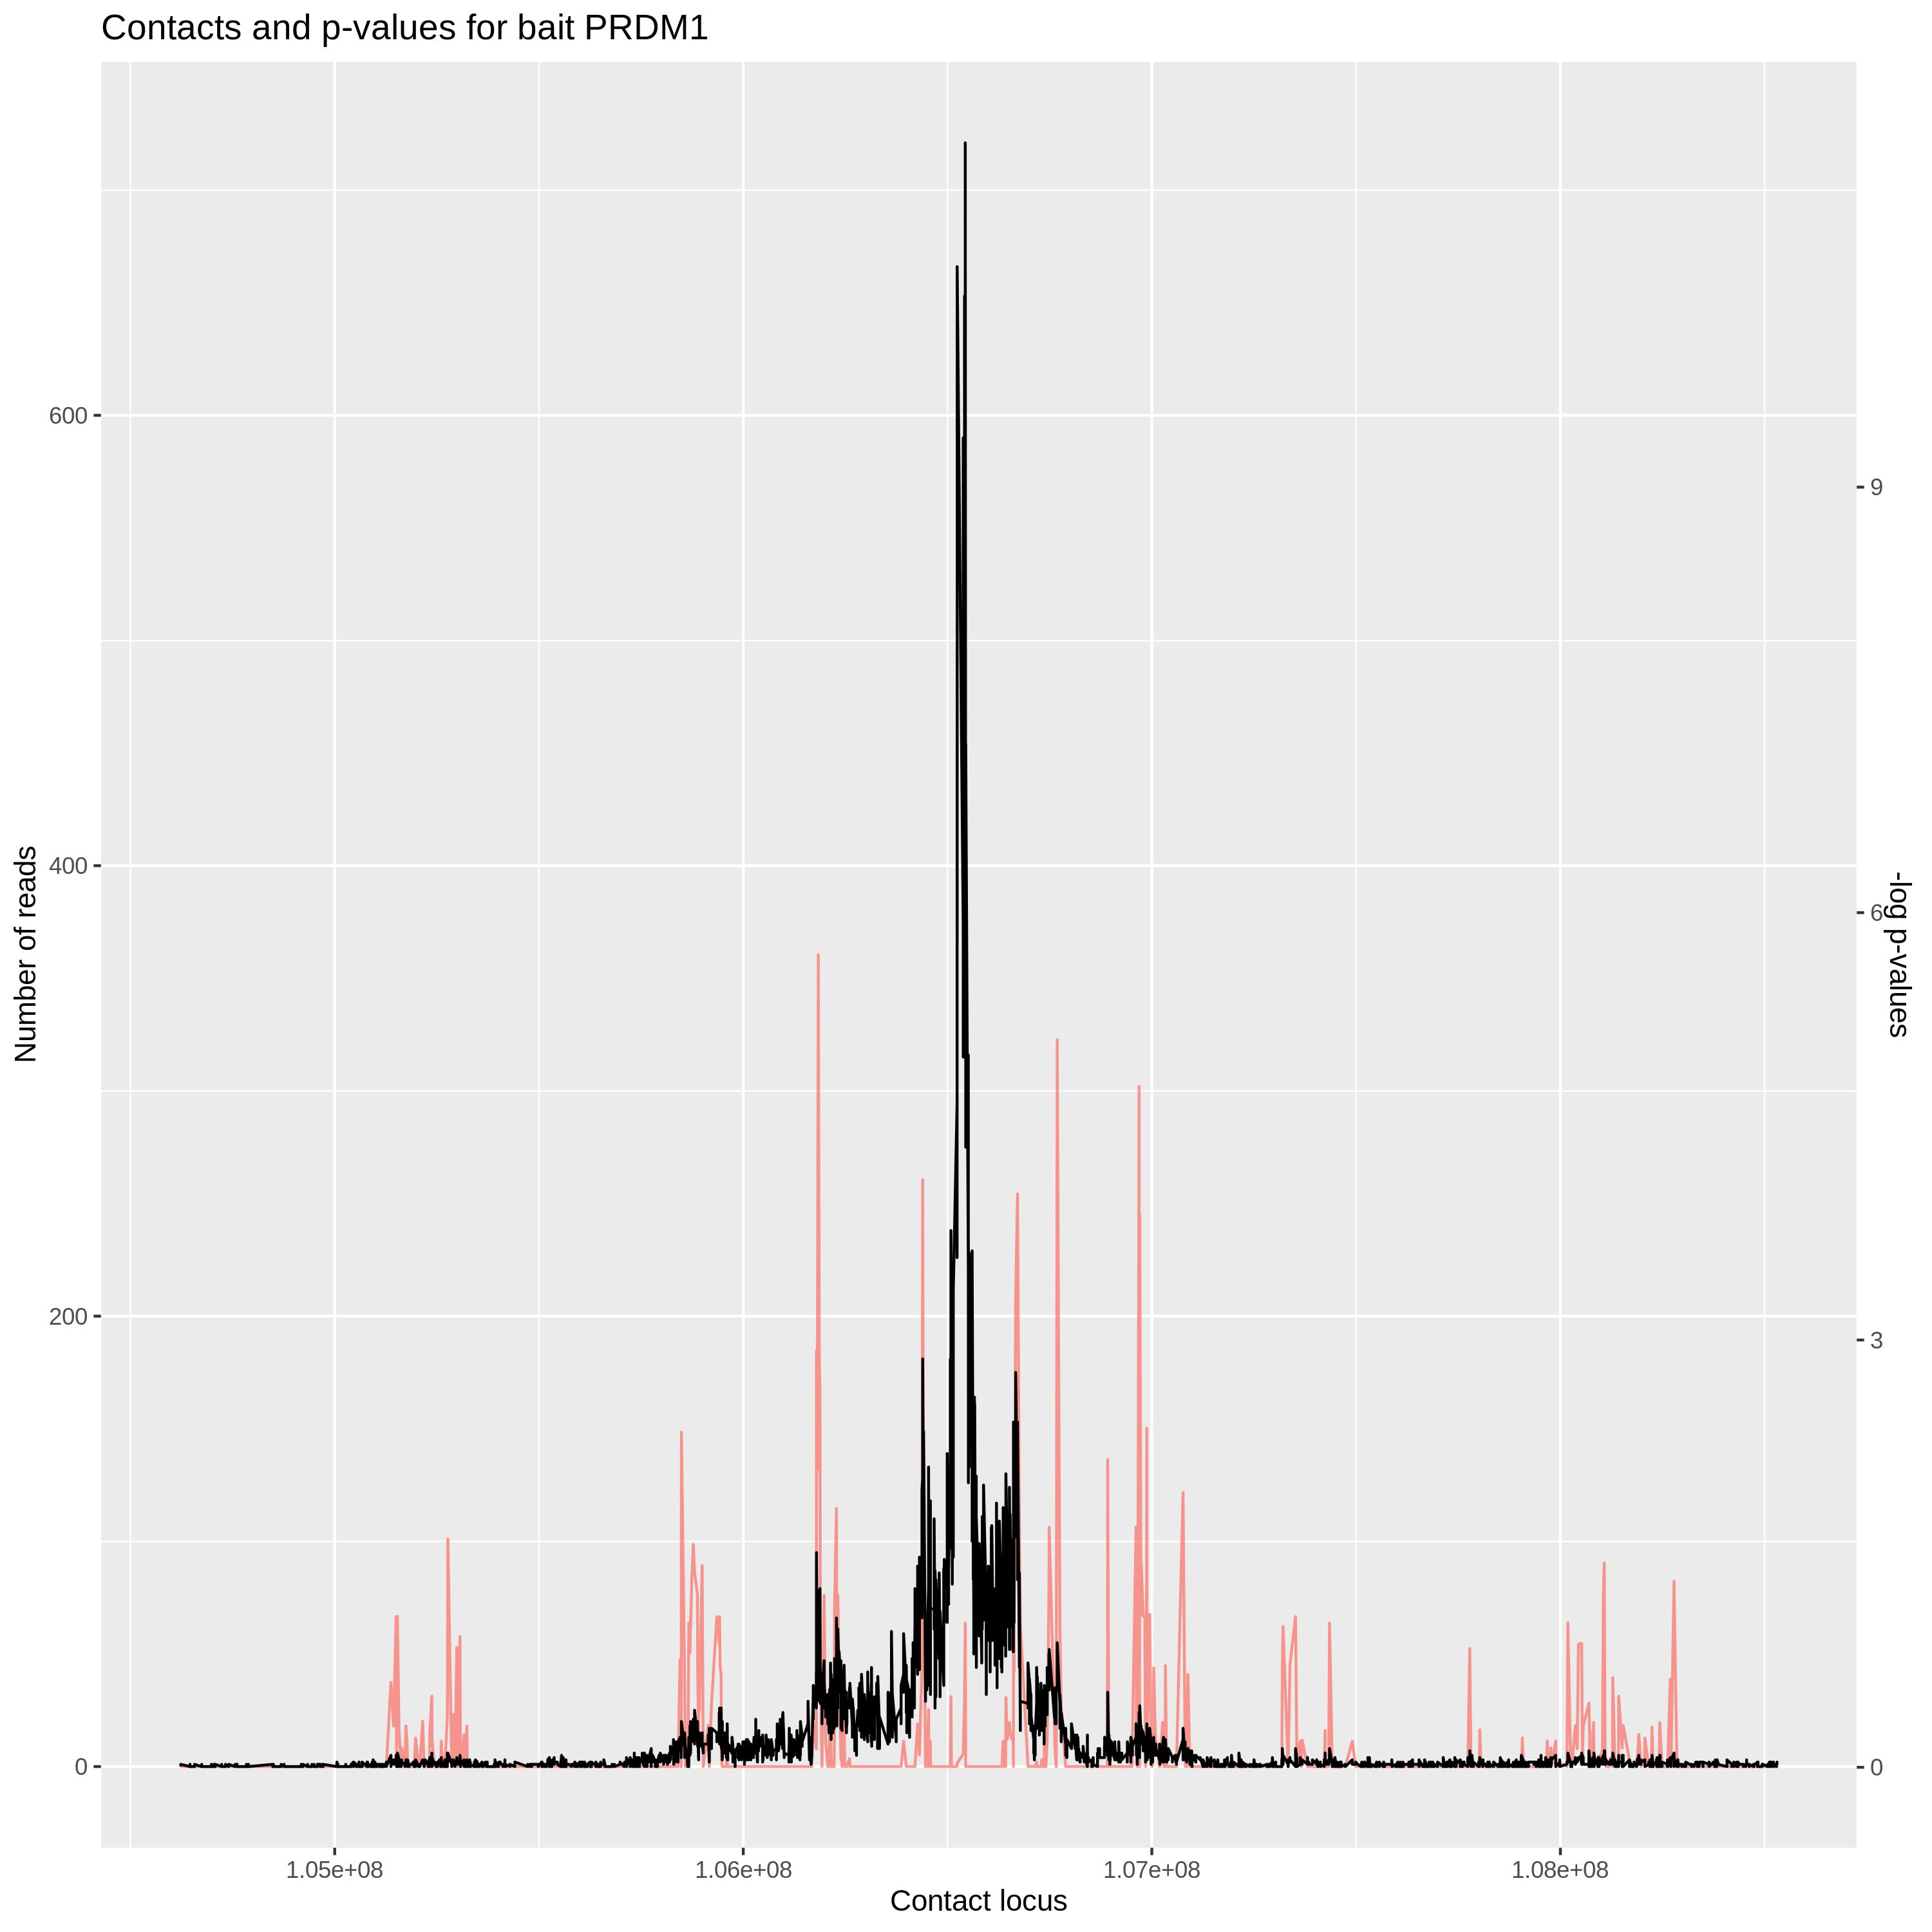 Contacts and p-values for bait PRDM1
600
400
200
0
Number of reads
9
6
3
0
-log p-values
1.05e+08
1.06e+08
1.07e+08
1.08e+08
Contact locus